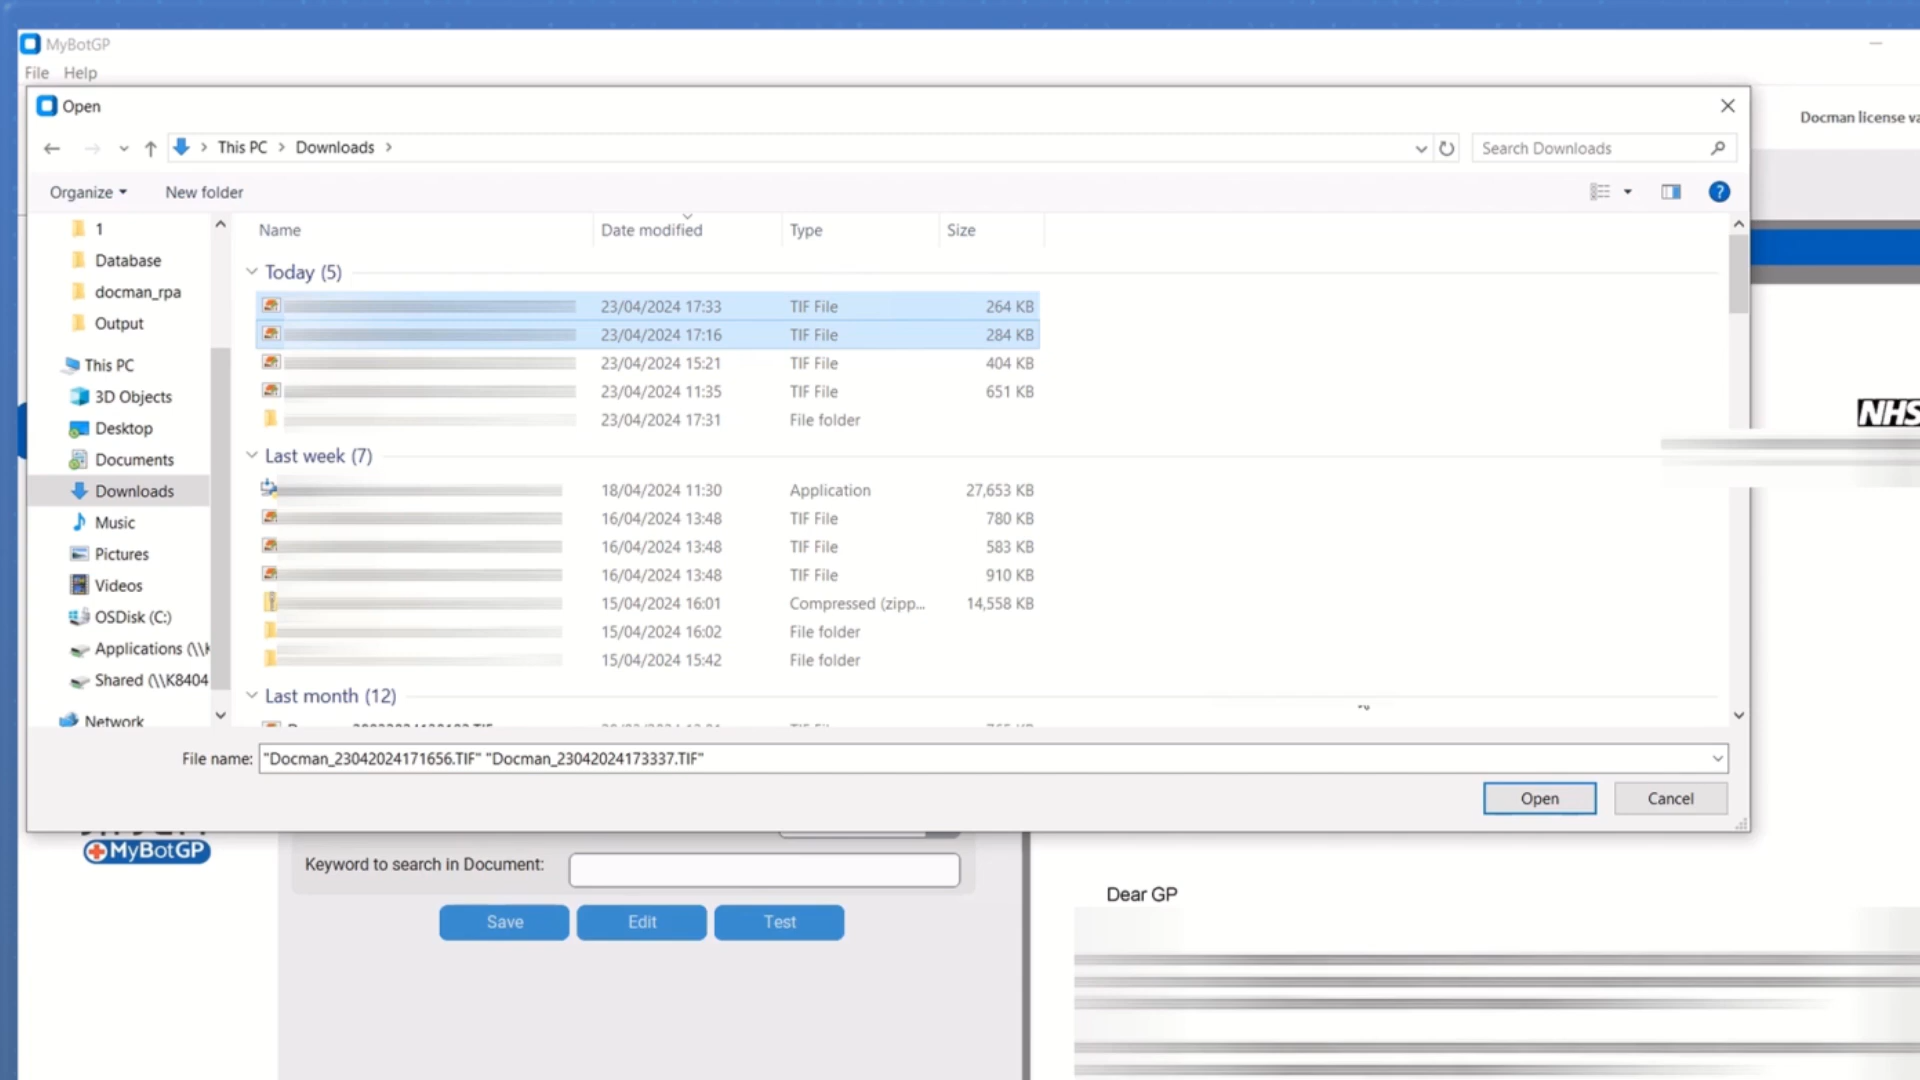 MyBotGP
File Help
Open
Docman license va
This PC > Downloads >
Search Downloads
Organize
New folder
Name Date modified Type Size
1
Database
docman_rpa
Output
This PC
3D Objects
Desktop
Documents
Downloads
Music
Pictures
Videos
OSDisk (C:)
Applications (\\K
Shared (\\K8404
Network
Today (5)
23/04/2024 17:33 TIF File 264 KB
23/04/2024 17:16 TIF File 284 KB
23/04/2024 15:21 TIF File 404 KB
23/04/2024 11:35 TIF File 651 KB
23/04/2024 17:31 File folder
Last week (7)
18/04/2024 11:30 Application 27,653 KB
16/04/2024 13:48 TIF File 780 KB
16/04/2024 13:48 TIF File 583 KB
16/04/2024 13:48 TIF File 910 KB
15/04/2024 16:01 Compressed (zipp... 14,558 KB
15/04/2024 16:02 File folder
15/04/2024 15:42 File folder
Last month (12)
NHS
File name: "Docman_23042024171656.TIF" "Docman_23042024173337.TIF"
Open Cancel
MyBotGP
Keyword to search in Document:
Save Edit Test
Dear GP